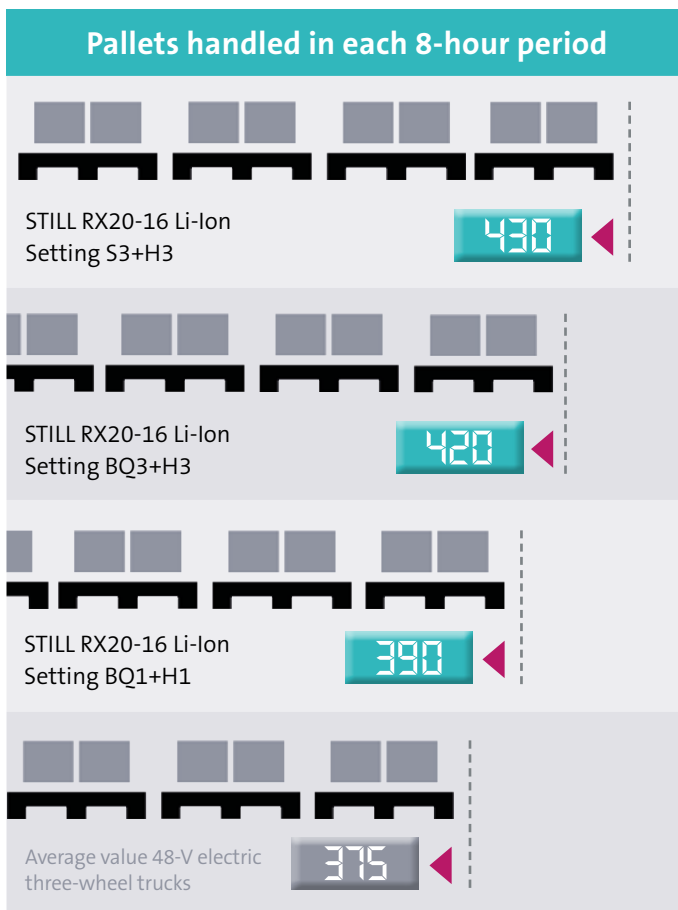 Pallets handled in each 8-hour period
STILL RX20-16 Li-Ion
Setting S3+H3
430
STILL RX20-16 Li-Ion
Setting BQ3+H3
420
STILL RX20-16 Li-Ion
Setting BQ1+H1
390
Average value 48-V electric
three-wheel trucks
375